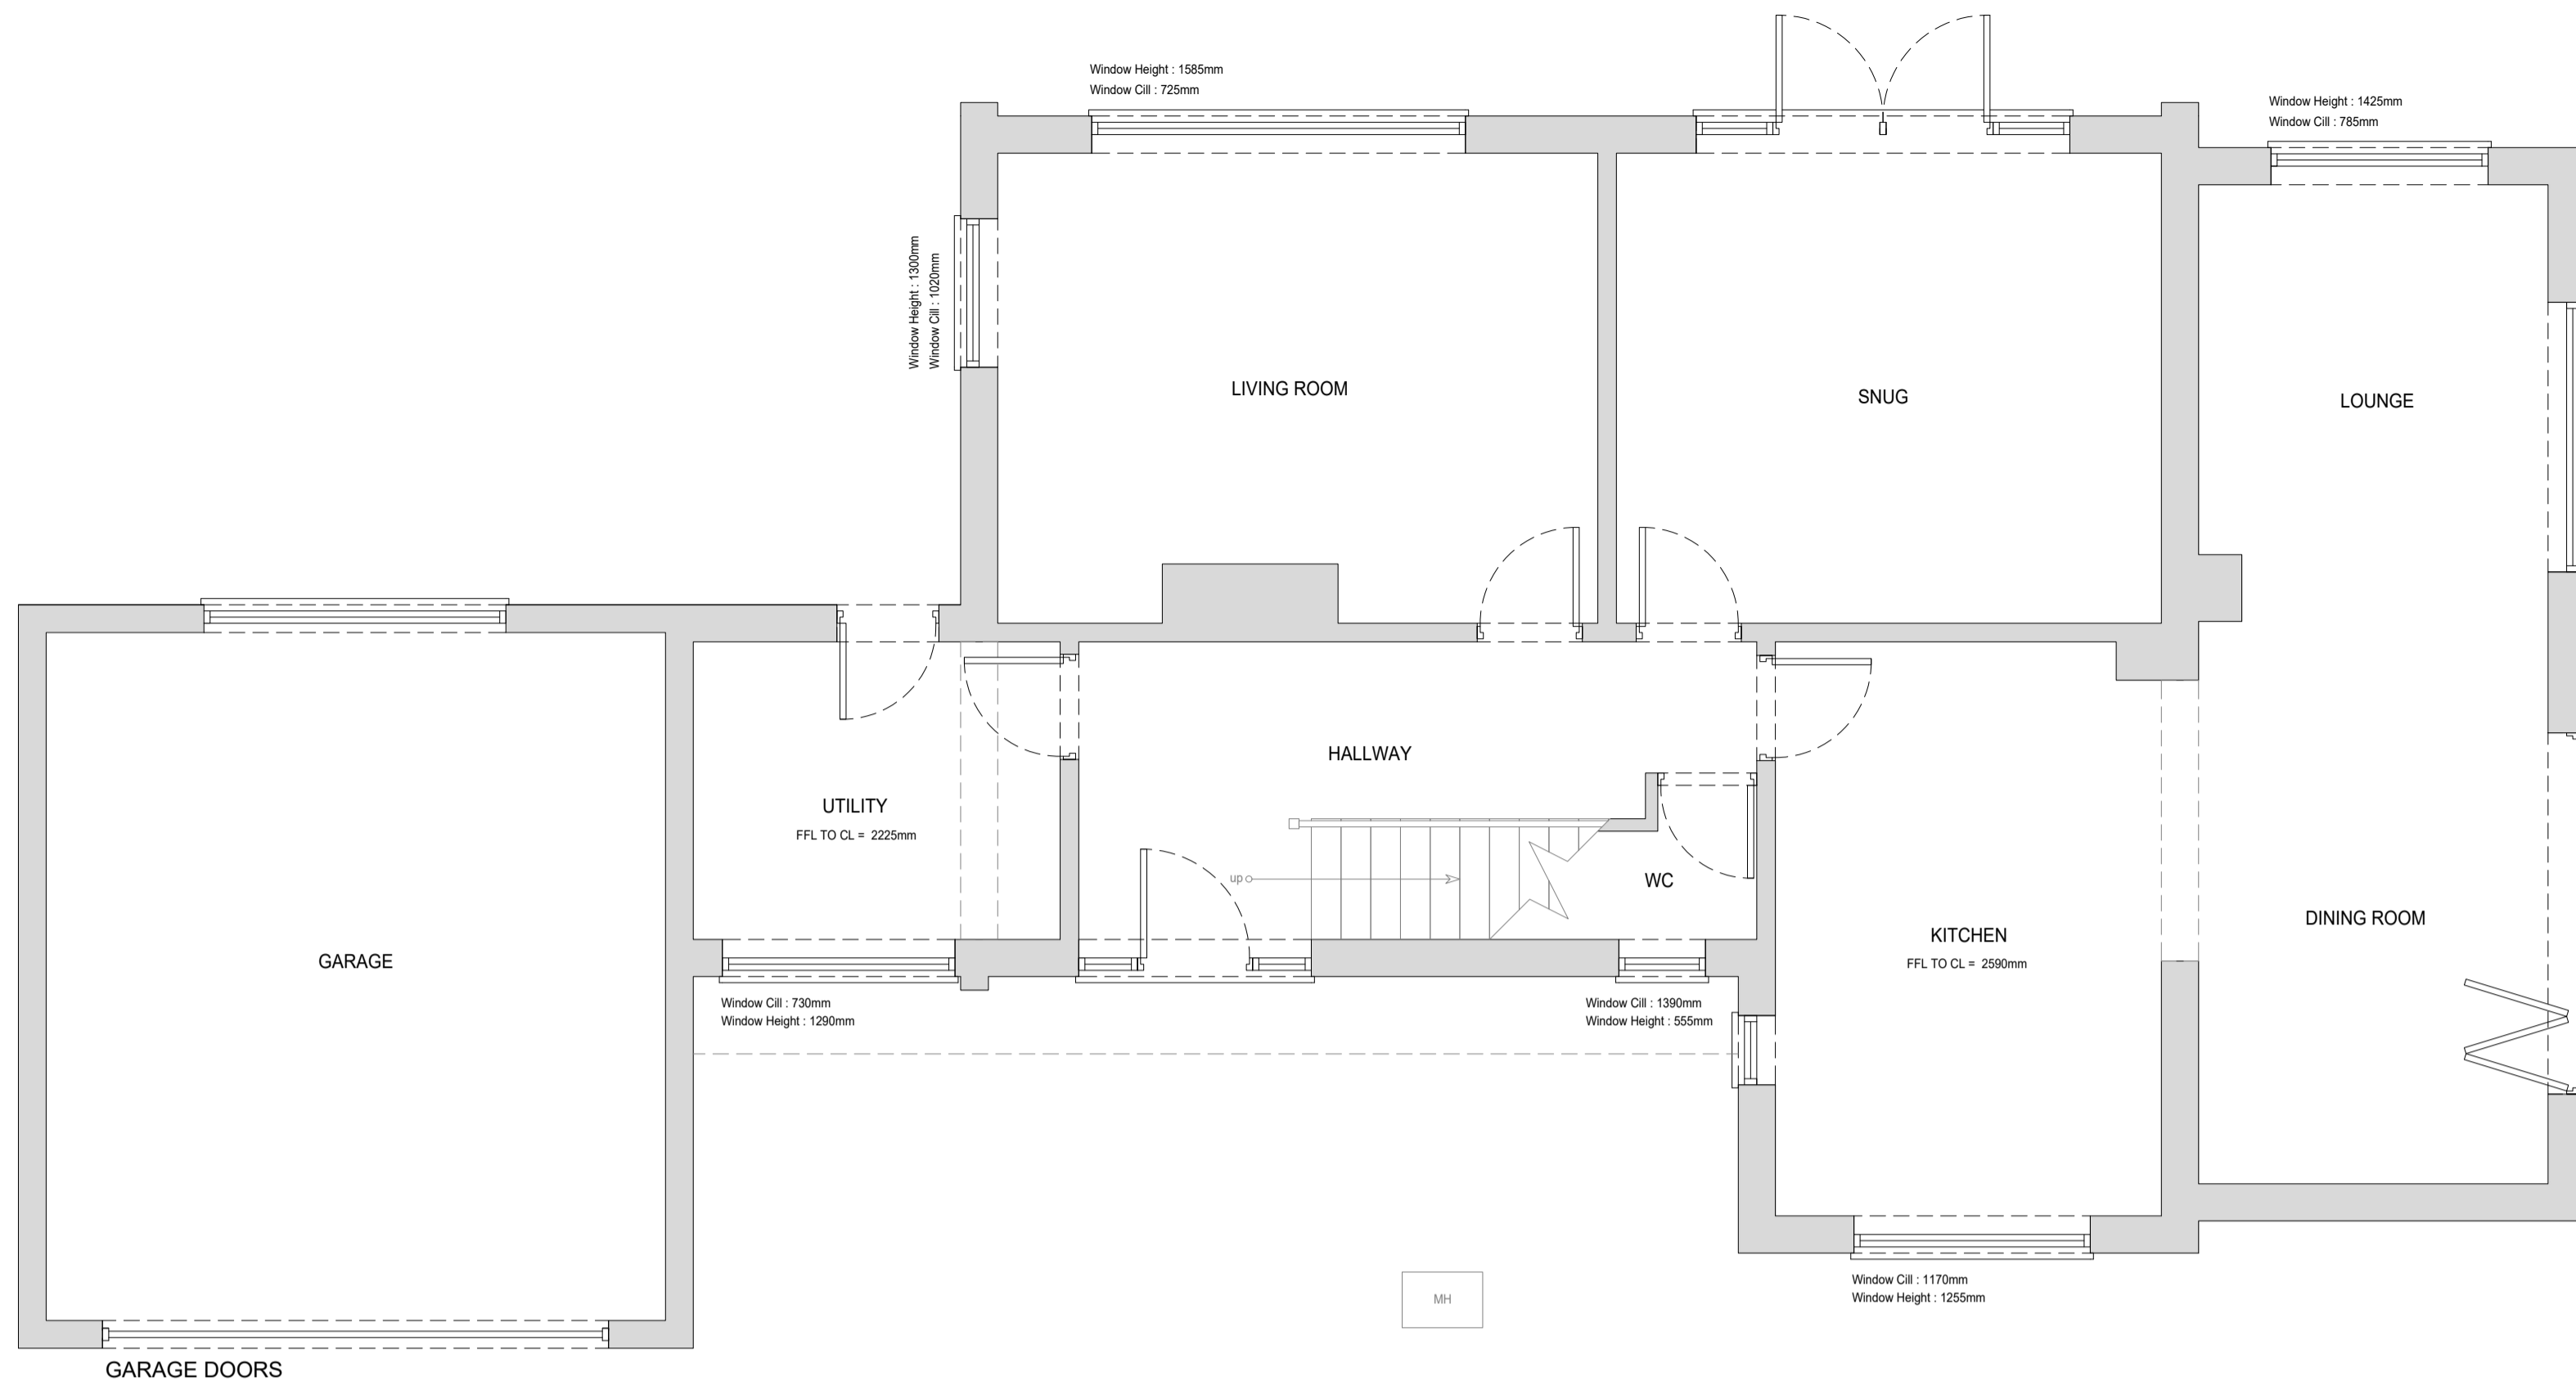 Window Height : 1585mm
Window Cill : 725mm
Window Height : 1425mm
Window Cill : 785mm
Window Height : 1300mm
Window Cill : 1020mm
LIVING ROOM
SNUG
LOUNGE
HALLWAY
UTILITY
FFL TO CL = 2225mm
up
WC
GARAGE
KITCHEN
FFL TO CL = 2590mm
DINING ROOM
Window Cill : 730mm
Window Height : 1290mm
Window Cill : 1390mm
Window Height : 555mm
Window Cill : 1170mm
Window Height : 1255mm
MH
GARAGE DOORS